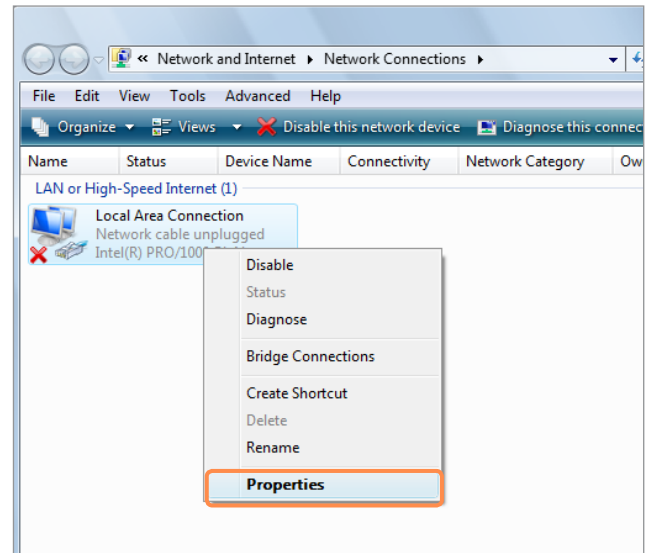 « Network and Internet ▸ Network Connections ▸
File Edit View Tools Advanced Help
Organize Views Disable this network device Diagnose this connec
Name Status Device Name Connectivity Network Category Ow
LAN or High-Speed Internet (1)
Local Area Connection
Network cable unplugged
Intel(R) PRO/100
Disable
Status
Diagnose
Bridge Connections
Create Shortcut
Delete
Rename
Properties